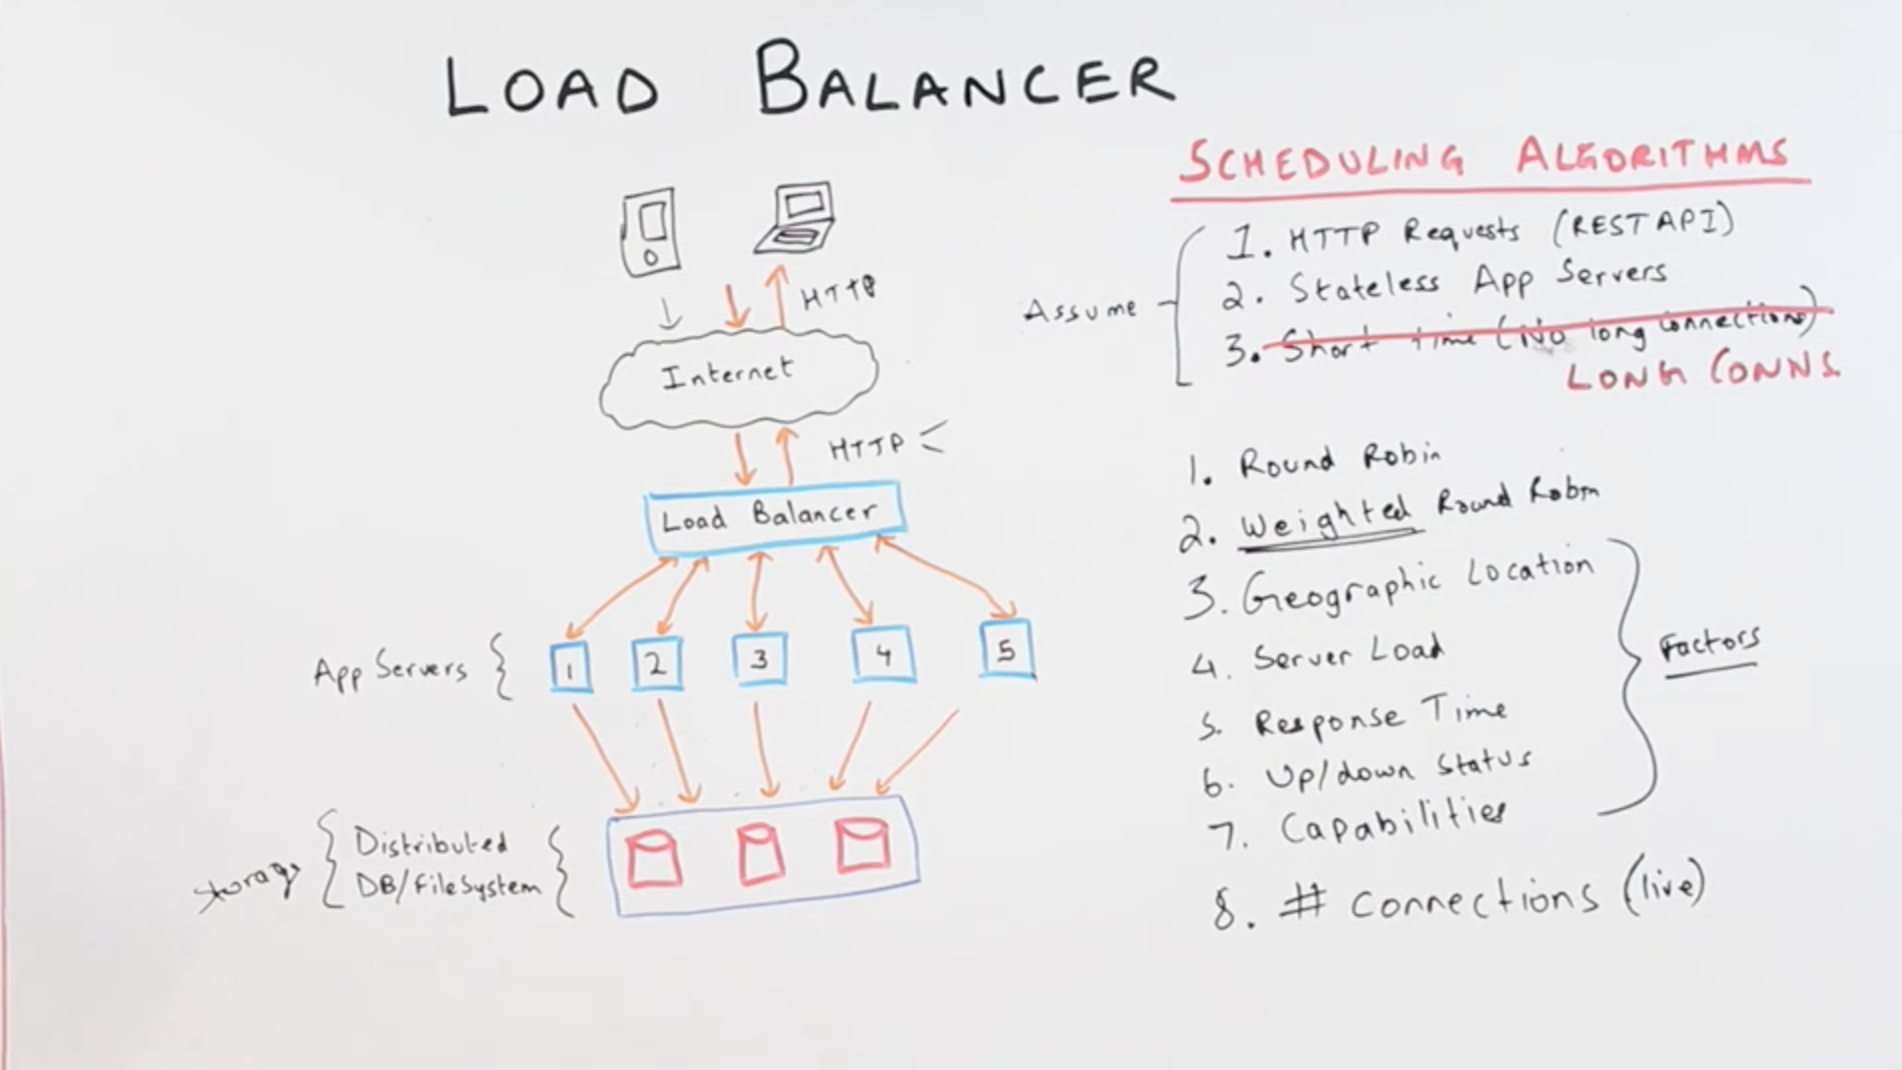 LOAD BALANCER
HTTP
Internet
HTTP
Load Balancer
App Servers
1 2 3 4 5
Storage
Distributed
DB/FileSystem
SCHEDULING ALGORITHMS
Assume
1. HTTP Requests (REST API)
2. Stateless App Servers
3. Short time (No long connections)
LONG CONNS.
1. Round Robin
2. Weighted Round Robin
3. Geographic Location
4. Server Load
5. Response Time
6. Up/down Status
7. Capabilities
Factors
8. # Connections (live)